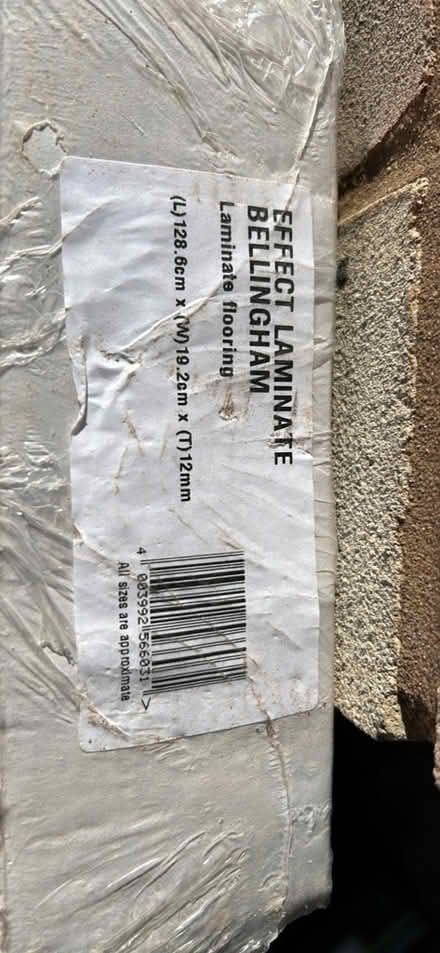 EFFECT LAMINATE
BELLINGHAM
Laminate flooring
(L)128.6cm x (W)19.2cm x (T)12mm
4 003992 566031 >
All sizes are approximate